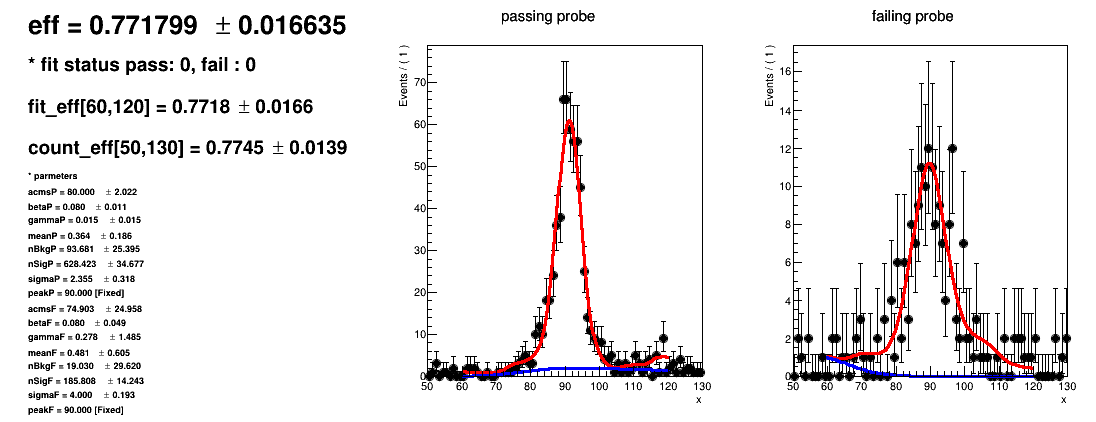 eff = 0.771799 ± 0.016635
* fit status pass: 0, fail : 0
fit_eff[60,120] = 0.7718 ± 0.0166
count_eff[50,130] = 0.7745 ± 0.0139
* parmeters
acmsP = 80.000 ± 2.022
betaP = 0.080 ± 0.011
gammaP = 0.015 ± 0.015
meanP = 0.364 ± 0.186
nBkgP = 93.681 ± 25.395
nSigP = 628.423 ± 34.677
sigmaP = 2.355 ± 0.318
peakP = 90.000 [Fixed]
acmsF = 74.903 ± 24.958
betaF = 0.080 ± 0.049
gammaF = 0.278 ± 1.485
meanF = 0.481 ± 0.605
nBkgF = 19.030 ± 29.620
nSigF = 185.808 ± 14.243
sigmaF = 4.000 ± 0.193
peakF = 90.000 [Fixed]
passing probe
Events / ( 1 )
70
60
50
40
30
20
10
0
50 60 70 80 90 100 110 120 130
x
failing probe
Events / ( 1 )
16
14
12
10
8
6
4
2
0
50 60 70 80 90 100 110 120 130
x